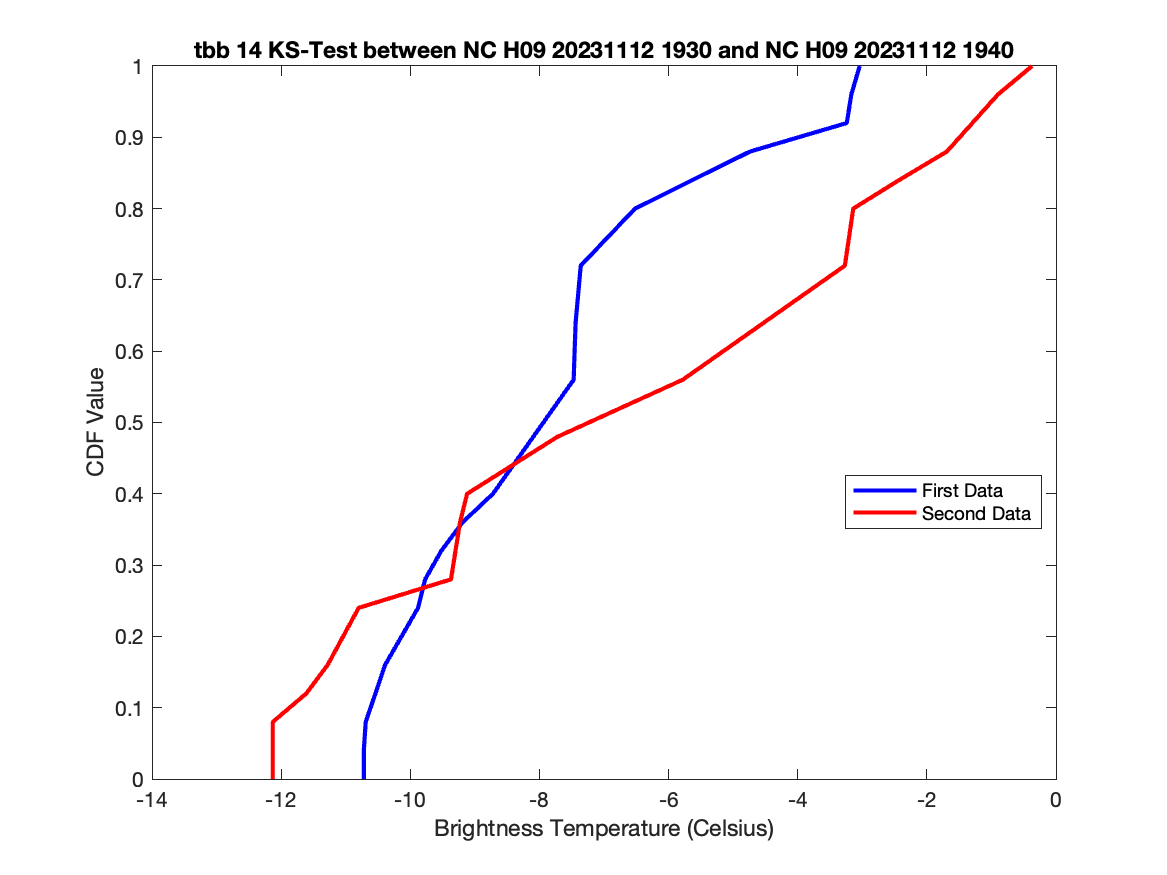 tbb 14 KS-Test between NC H09 20231112 1930 and NC H09 20231112 1940
1
0.9
0.8
0.7
0.6
0.5
0.4
0.3
0.2
0.1
0
CDF Value
First Data
Second Data
-14 -12 -10 -8 -6 -4 -2 0
Brightness Temperature (Celsius)